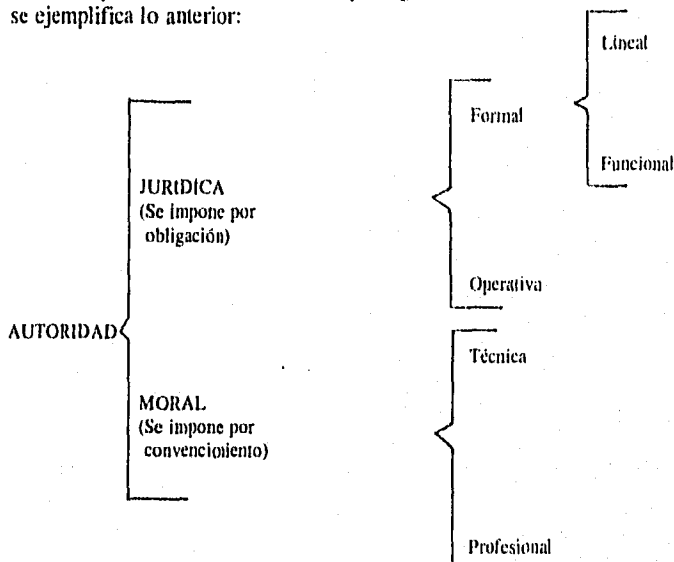 se ejemplifica lo anterior:
Lineal
Formal
Funcional
JURIDICA
(Se impone por
obligación)
Operativa
AUTORIDAD
Técnica
MORAL
(Se impone por
convencimiento)
Profesional